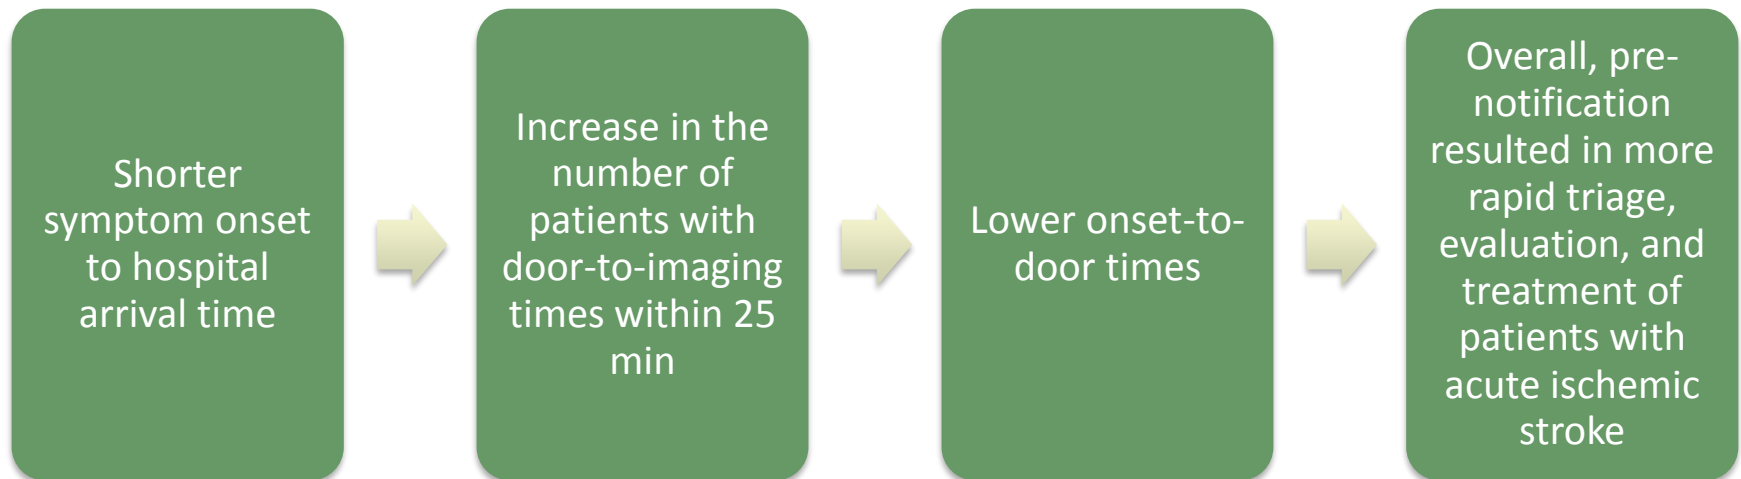 Shorter
symptom onset
to hospital
arrival time
Increase in the
number of
patients with
door-to-imaging
times within 25
min
Lower onset-to-
door times
Overall, pre-
notification
resulted in more
rapid triage,
evaluation, and
treatment of
patients with
acute ischemic
stroke